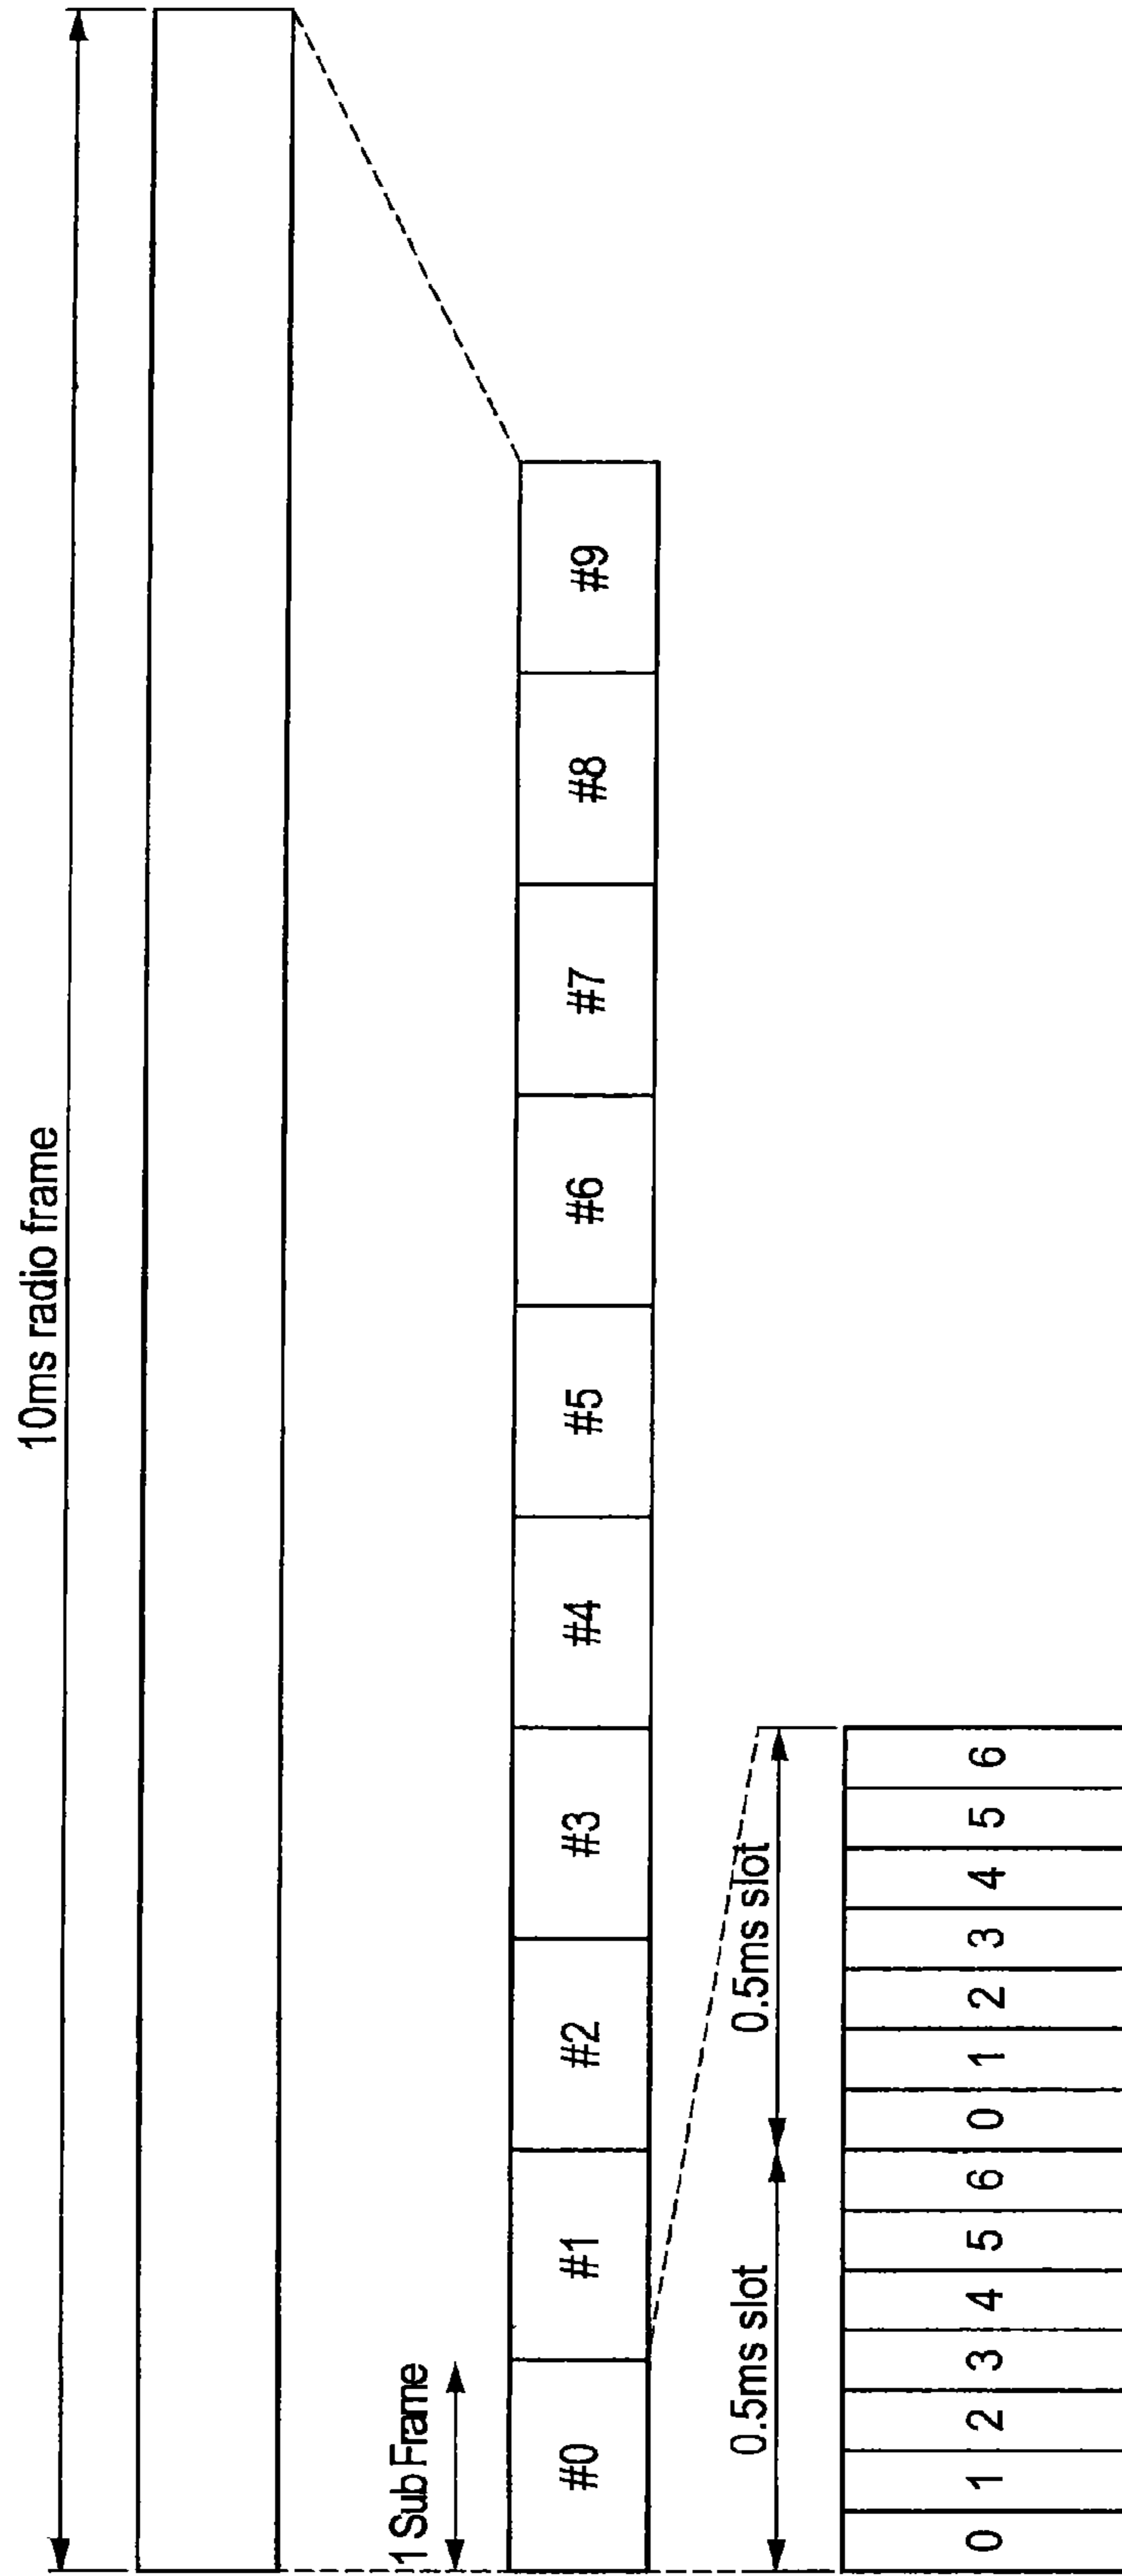 10ms radio frame
1 Sub Frame
#0 #1 #2 #3 #4 #5 #6 #7 #8 #9
0.5ms slot 0.5ms slot
0 1 2 3 4 5 6 0 1 2 3 4 5 6